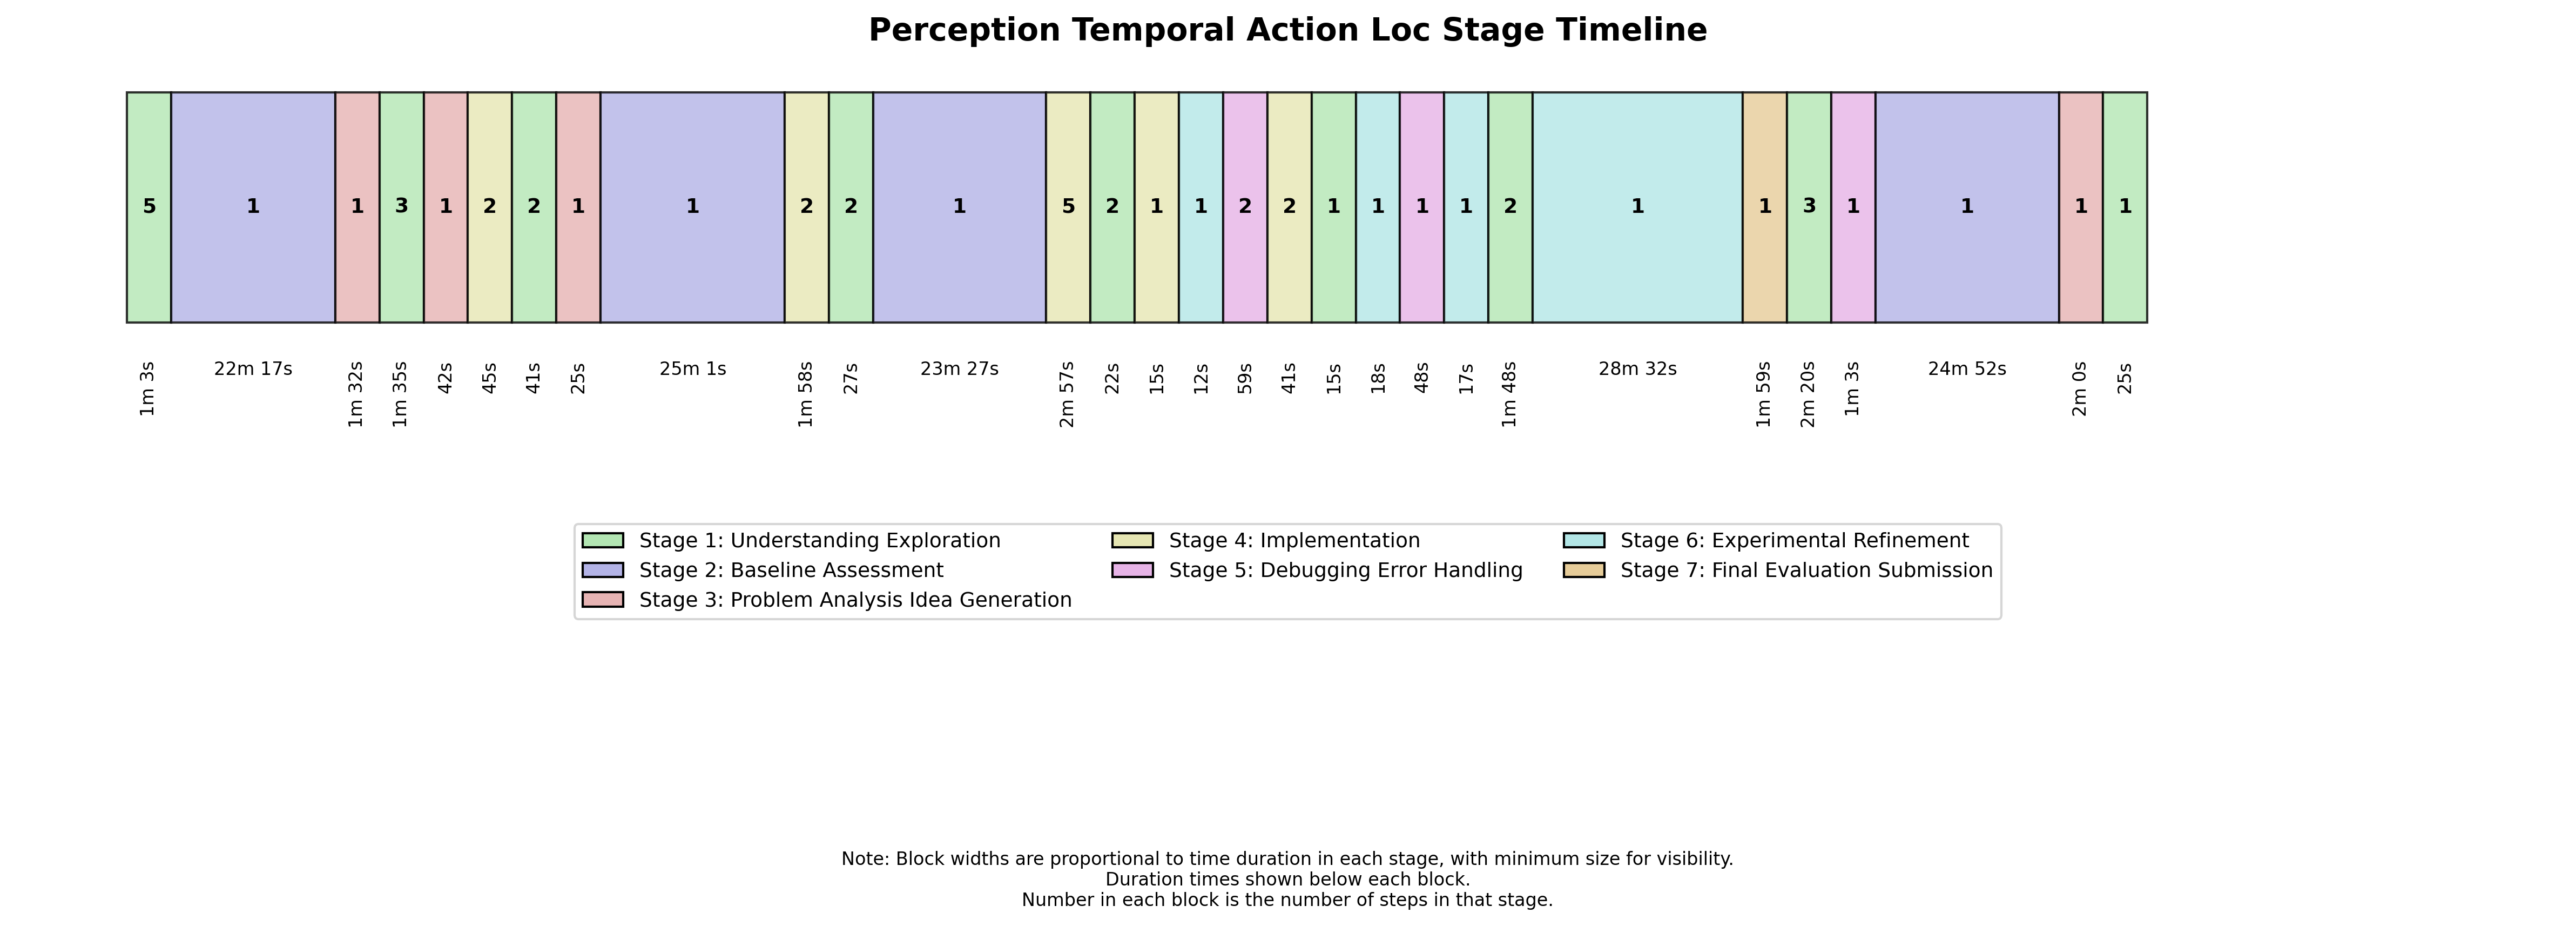 Perception Temporal Action Loc Stage Timeline
5 1 1 3 1 2 2 1 1 2 2 1 5 2 1 1 2 2 1 1 1 1 2 1 1 3 1 1 1 1
1m 3s 22m 17s 1m 32s 1m 35s 42s 45s 41s 25s 25m 1s 1m 58s 27s 23m 27s 2m 57s 22s 15s 12s 59s 41s 15s 18s 48s 17s 1m 48s 28m 32s 1m 59s 2m 20s 1m 3s 24m 52s 2m 0s 25s
Stage 1: Understanding Exploration
Stage 2: Baseline Assessment
Stage 3: Problem Analysis Idea Generation
Stage 4: Implementation
Stage 5: Debugging Error Handling
Stage 6: Experimental Refinement
Stage 7: Final Evaluation Submission
Note: Block widths are proportional to time duration in each stage, with minimum size for visibility.
Duration times shown below each block.
Number in each block is the number of steps in that stage.